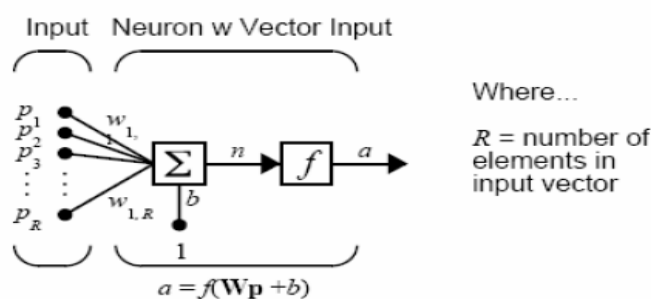 Input Neuron w Vector Input
Where...
R = number of
elements in
input vector
p1
p2
p3
pR
w1,
w1, R
Σ
n
f
a
b
1
a = f(Wp +b)